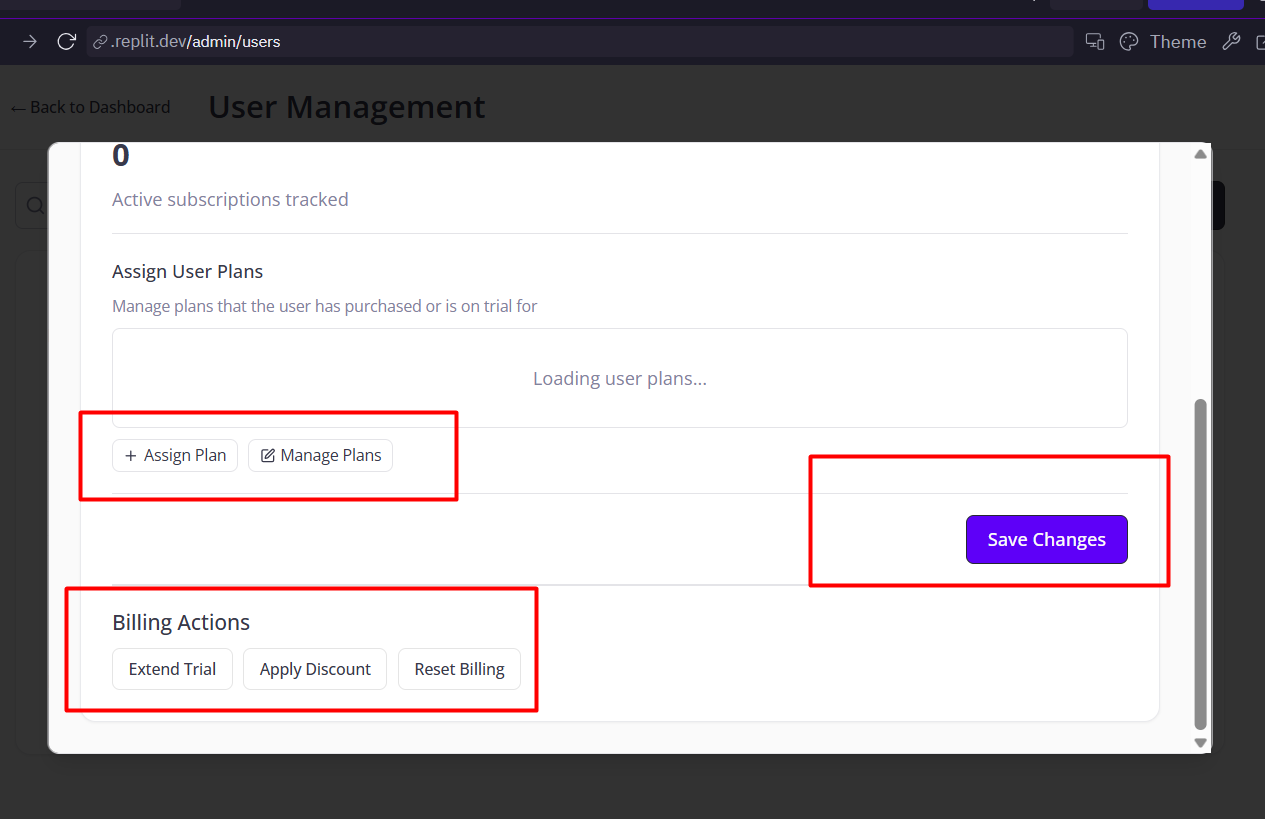 .replit.dev/admin/users
Theme
← Back to Dashboard
User Management
0
Active subscriptions tracked
Assign User Plans
Manage plans that the user has purchased or is on trial for
Loading user plans...
+ Assign Plan
Manage Plans
Save Changes
Billing Actions
Extend Trial
Apply Discount
Reset Billing